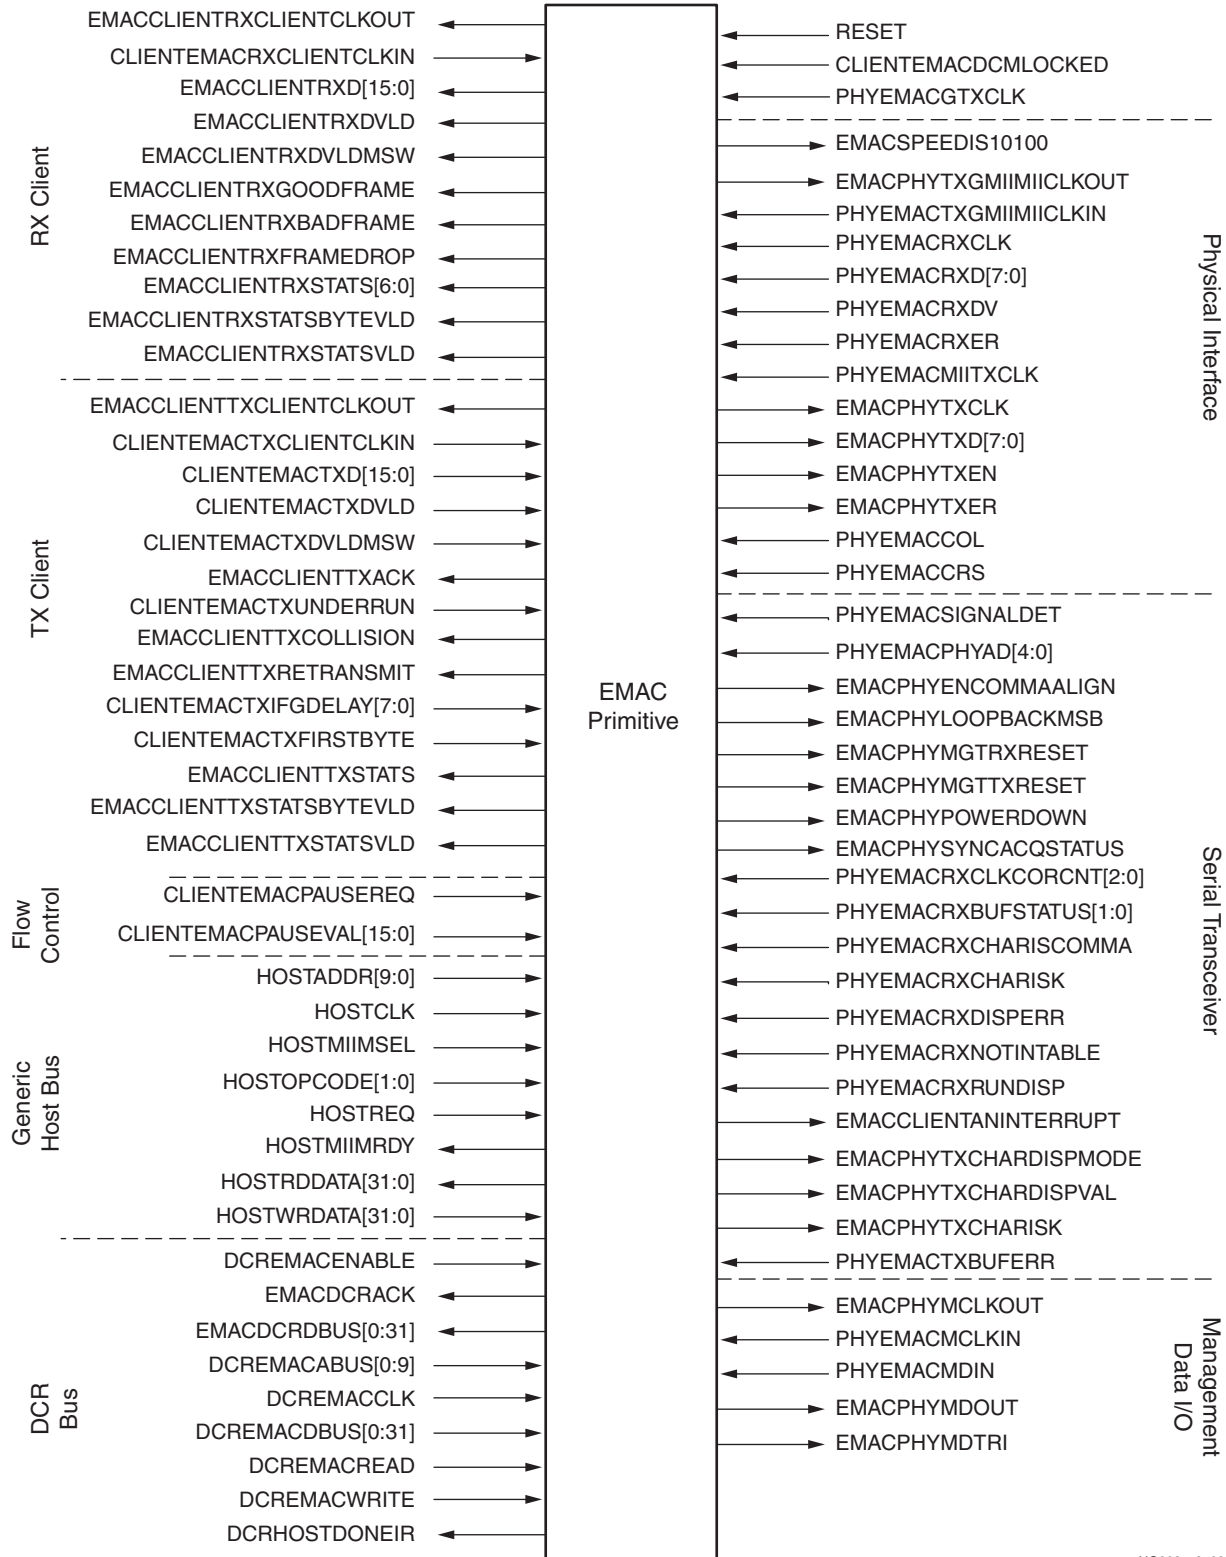 EMACCLIENTRXCLIENTCLKOUT
CLIENTEMACRXCLIENTCLKIN
EMACCLIENTRXD[15:0]
EMACCLIENTRXDVLD
EMACCLIENTRXDVLDMSW
EMACCLIENTRXGOODFRAME
EMACCLIENTRXBADFRAME
EMACCLIENTRXFRAMEDROP
EMACCLIENTRXSTATS[6:0]
EMACCLIENTRXSTATSBYTEVLD
EMACCLIENTRXSTATSVLD
RX Client
EMACCLIENTTXCLIENTCLKOUT
CLIENTEMACTXCLIENTCLKIN
CLIENTEMACTXD[15:0]
CLIENTEMACTXDVLD
CLIENTEMACTXDVLDMSW
EMACCLIENTTXACK
CLIENTEMACTXUNDERRUN
EMACCLIENTTXCOLLISION
EMACCLIENTTXRETRANSMIT
CLIENTEMACTXIFGDELAY[7:0]
CLIENTEMACTXFIRSTBYTE
EMACCLIENTTXSTATS
EMACCLIENTTXSTATSBYTEVLD
EMACCLIENTTXSTATSVLD
TX Client
CLIENTEMACPAUSEREQ
CLIENTEMACPAUSEVAL[15:0]
Flow
Control
HOSTADDR[9:0]
HOSTCLK
HOSTMIIMSEL
HOSTOPCODE[1:0]
HOSTREQ
HOSTMIIMRDY
HOSTRDDATA[31:0]
HOSTWRDATA[31:0]
Generic
Host Bus
DCREMACENABLE
EMACDCRACK
EMACDCRDBUS[0:31]
DCREMACABUS[0:9]
DCREMACCLK
DCREMACDBUS[0:31]
DCREMACREAD
DCREMACWRITE
DCRHOSTDONEIR
DCR
Bus
EMAC
Primitive
RESET
CLIENTEMACDCMLOCKED
PHYEMACGTXCLK
EMACSPEEDIS10100
EMACPHYTXGMIIMIICLKOUT
PHYEMACTXGMIIMIICLKIN
PHYEMACRXCLK
PHYEMACRXD[7:0]
PHYEMACRXDV
PHYEMACRXER
PHYEMACMIITXCLK
EMACPHYTXCLK
EMACPHYTXD[7:0]
EMACPHYTXEN
EMACPHYTXER
PHYEMACCOL
PHYEMACCRS
Physical Interface
PHYEMACSIGNALDET
PHYEMACPHYAD[4:0]
EMACPHYENCOMMAALIGN
EMACPHYLOOPBACKMSB
EMACPHYMGTRXRESET
EMACPHYMGTTXRESET
EMACPHYPOWERDOWN
EMACPHYSYNCACQSTATUS
PHYEMACRXCLKCORCNT[2:0]
PHYEMACRXBUFSTATUS[1:0]
PHYEMACRXCHARISCOMMA
PHYEMACRXCHARISK
PHYEMACRXDISPERR
PHYEMACRXNOTINTABLE
PHYEMACRXRUNDISP
EMACCLIENTANINTERRUPT
EMACPHYTXCHARDISPMODE
EMACPHYTXCHARDISPVAL
EMACPHYTXCHARISK
PHYEMACTXBUFERR
Serial Transceiver
EMACPHYMCLKOUT
PHYEMACMCLKIN
PHYEMACMDIN
EMACPHYMDOUT
EMACPHYMDTRI
Management
Data I/O